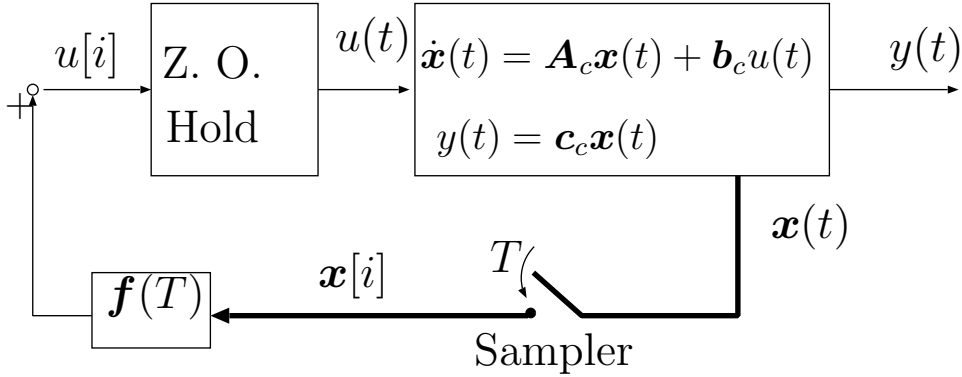 u[i]
Z. O.
Hold
u(t)
ẋ(t) = A_c x(t) + b_c u(t)
y(t) = c_c x(t)
y(t)
+
x(t)
T
x[i]
f(T)
Sampler